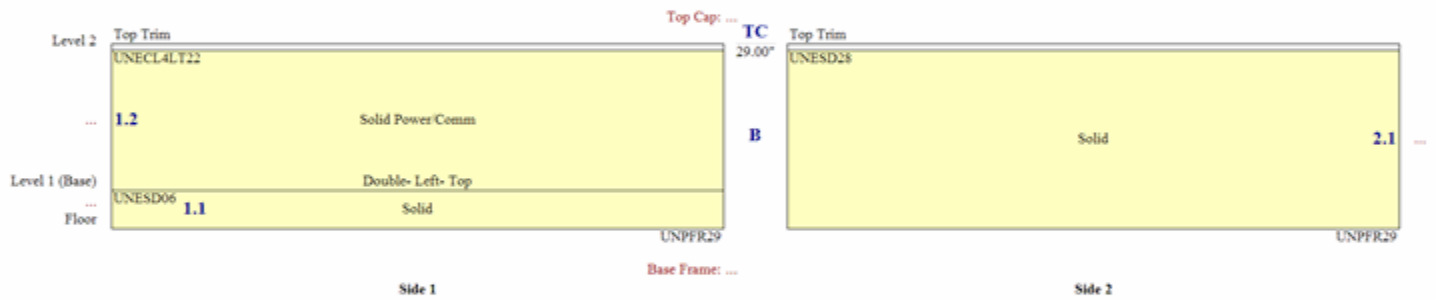 Top Cap: ...
Level 2
Top Trim
TC
Top Trim
29.00"
UNECL4LT22
UNESD28
...
1.2
Solid Power/Comm
B
Solid
2.1
...
Level 1 (Base)
Double- Left- Top
...
UNESD06
1.1
Solid
Floor
UNPFR29
UNPFR29
Base Frame: ...
Side 1
Side 2